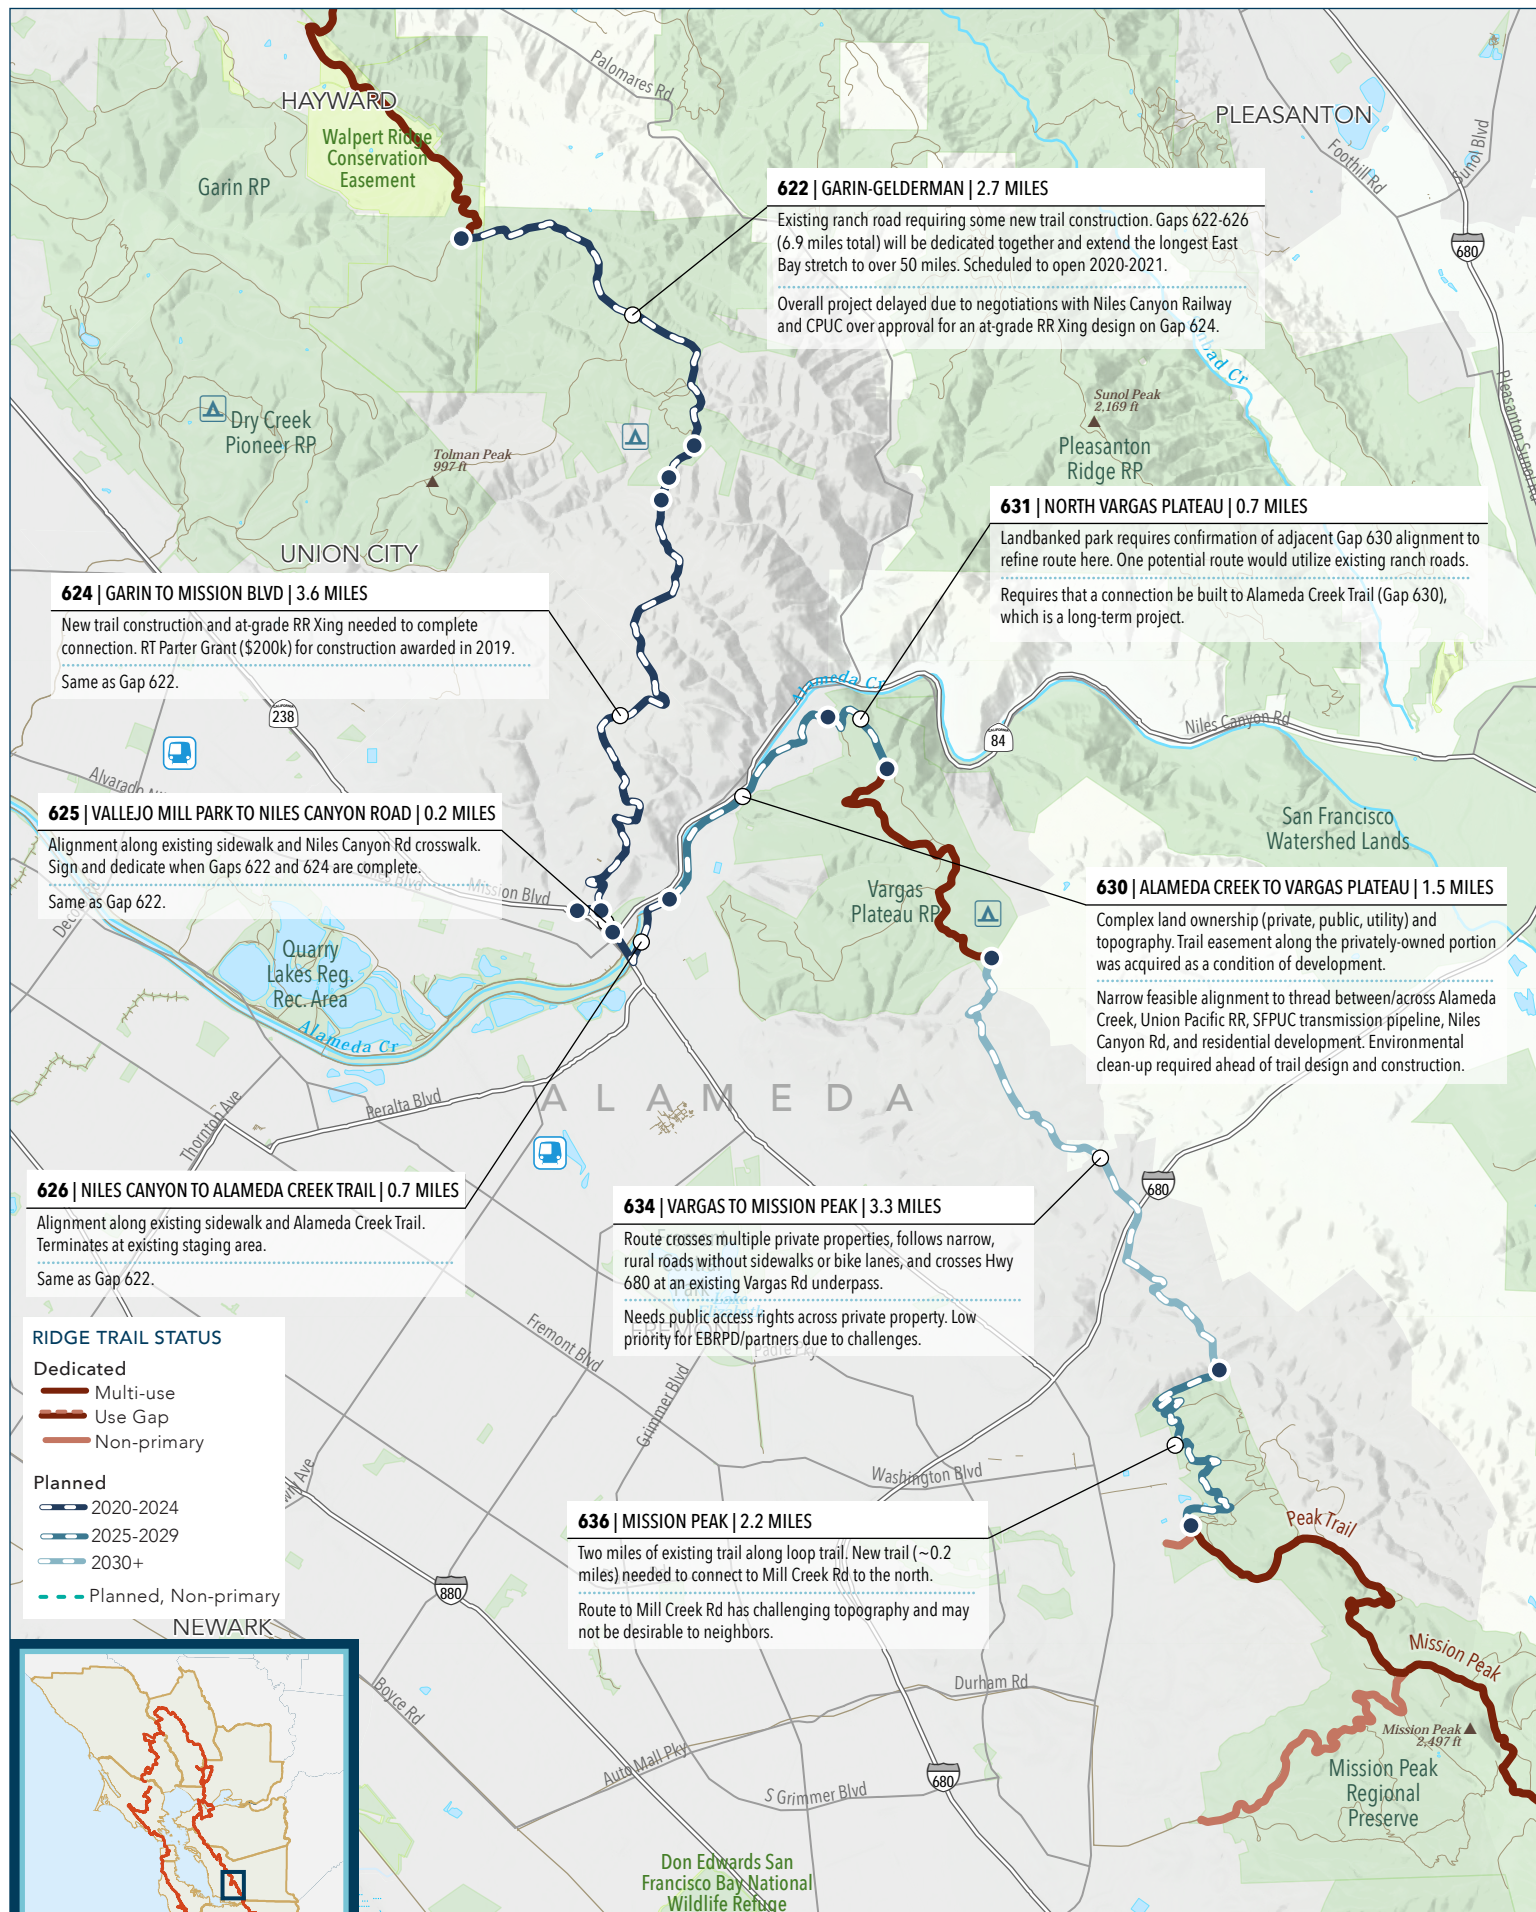 HAYWARD
Walpert Ridge
Conservation
Easement
Garin RP
Palomares Rd
PLEASANTON
Foothill Rd
Sunol Blvd
680
622 | GARIN-GELDERMAN | 2.7 MILES
Existing ranch road requiring some new trail construction. Gaps 622-626
(6.9 miles total) will be dedicated together and extend the longest East
Bay stretch to over 50 miles. Scheduled to open 2020-2021.
Overall project delayed due to negotiations with Niles Canyon Railway
and CPUC over approval for an at-grade RR Xing design on Gap 624.
Cr
Pleasanton Sunol Rd
Sunol Peak
2,169 ft
Pleasanton
Ridge RP
Dry Creek
Pioneer RP
Tolman Peak
997 ft
UNION CITY
631 | NORTH VARGAS PLATEAU | 0.7 MILES
Landbanked park requires confirmation of adjacent Gap 630 alignment to
refine route here. One potential route would utilize existing ranch roads.
Requires that a connection be built to Alameda Creek Trail (Gap 630),
which is a long-term project.
624 | GARIN TO MISSION BLVD | 3.6 MILES
New trail construction and at-grade RR Xing needed to complete
connection. RT Parter Grant ($200k) for construction awarded in 2019.
Same as Gap 622.
CALIFORNIA
238
Alameda Cr
CALIFORNIA
84
Niles Canyon Rd
Alvarado
625 | VALLEJO MILL PARK TO NILES CANYON ROAD | 0.2 MILES
Alignment along existing sidewalk and Niles Canyon Rd crosswalk.
Sign and dedicate when Gaps 622 and 624 are complete.
Same as Gap 622.
Mission Blvd
San Francisco
Watershed Lands
Vargas
Plateau RP
630 | ALAMEDA CREEK TO VARGAS PLATEAU | 1.5 MILES
Complex land ownership (private, public, utility) and
topography. Trail easement along the privately-owned portion
was acquired as a condition of development.
Narrow feasible alignment to thread between/across Alameda
Creek, Union Pacific RR, SFPUC transmission pipeline, Niles
Canyon Rd, and residential development. Environmental
clean-up required ahead of trail design and construction.
Quarry
Lakes Reg.
Rec. Area
Alameda Cr
ALAMEDA
Peralta Blvd
Thornton Ave
626 | NILES CANYON TO ALAMEDA CREEK TRAIL | 0.7 MILES
Alignment along existing sidewalk and Alameda Creek Trail.
Terminates at existing staging area.
Same as Gap 622.
680
634 | VARGAS TO MISSION PEAK | 3.3 MILES
Route crosses multiple private properties, follows narrow,
rural roads without sidewalks or bike lanes, and crosses Hwy
680 at an existing Vargas Rd underpass.
Needs public access rights across private property. Low
priority for EBRPD/partners due to challenges.
Central
Park
Lake
Elizabeth
FREMONT
Padre Pky
Fremont Blvd
Grimmer Blvd
RIDGE TRAIL STATUS
Dedicated
Multi-use
Use Gap
Non-primary
Planned
2020-2024
2025-2029
2030+
Planned, Non-primary
Washington Blvd
636 | MISSION PEAK | 2.2 MILES
Two miles of existing trail along loop trail. New trail (~0.2
miles) needed to connect to Mill Creek Rd to the north.
Route to Mill Creek Rd has challenging topography and may
not be desirable to neighbors.
Peak Trail
Mission Peak
880
NEWARK
Boyce Rd
Durham Rd
Auto Mall Pky
S Grimmer Blvd
680
Mission Peak
2,497 ft
Mission Peak
Regional
Preserve
Don Edwards San
Francisco Bay National
Wildlife Refuge